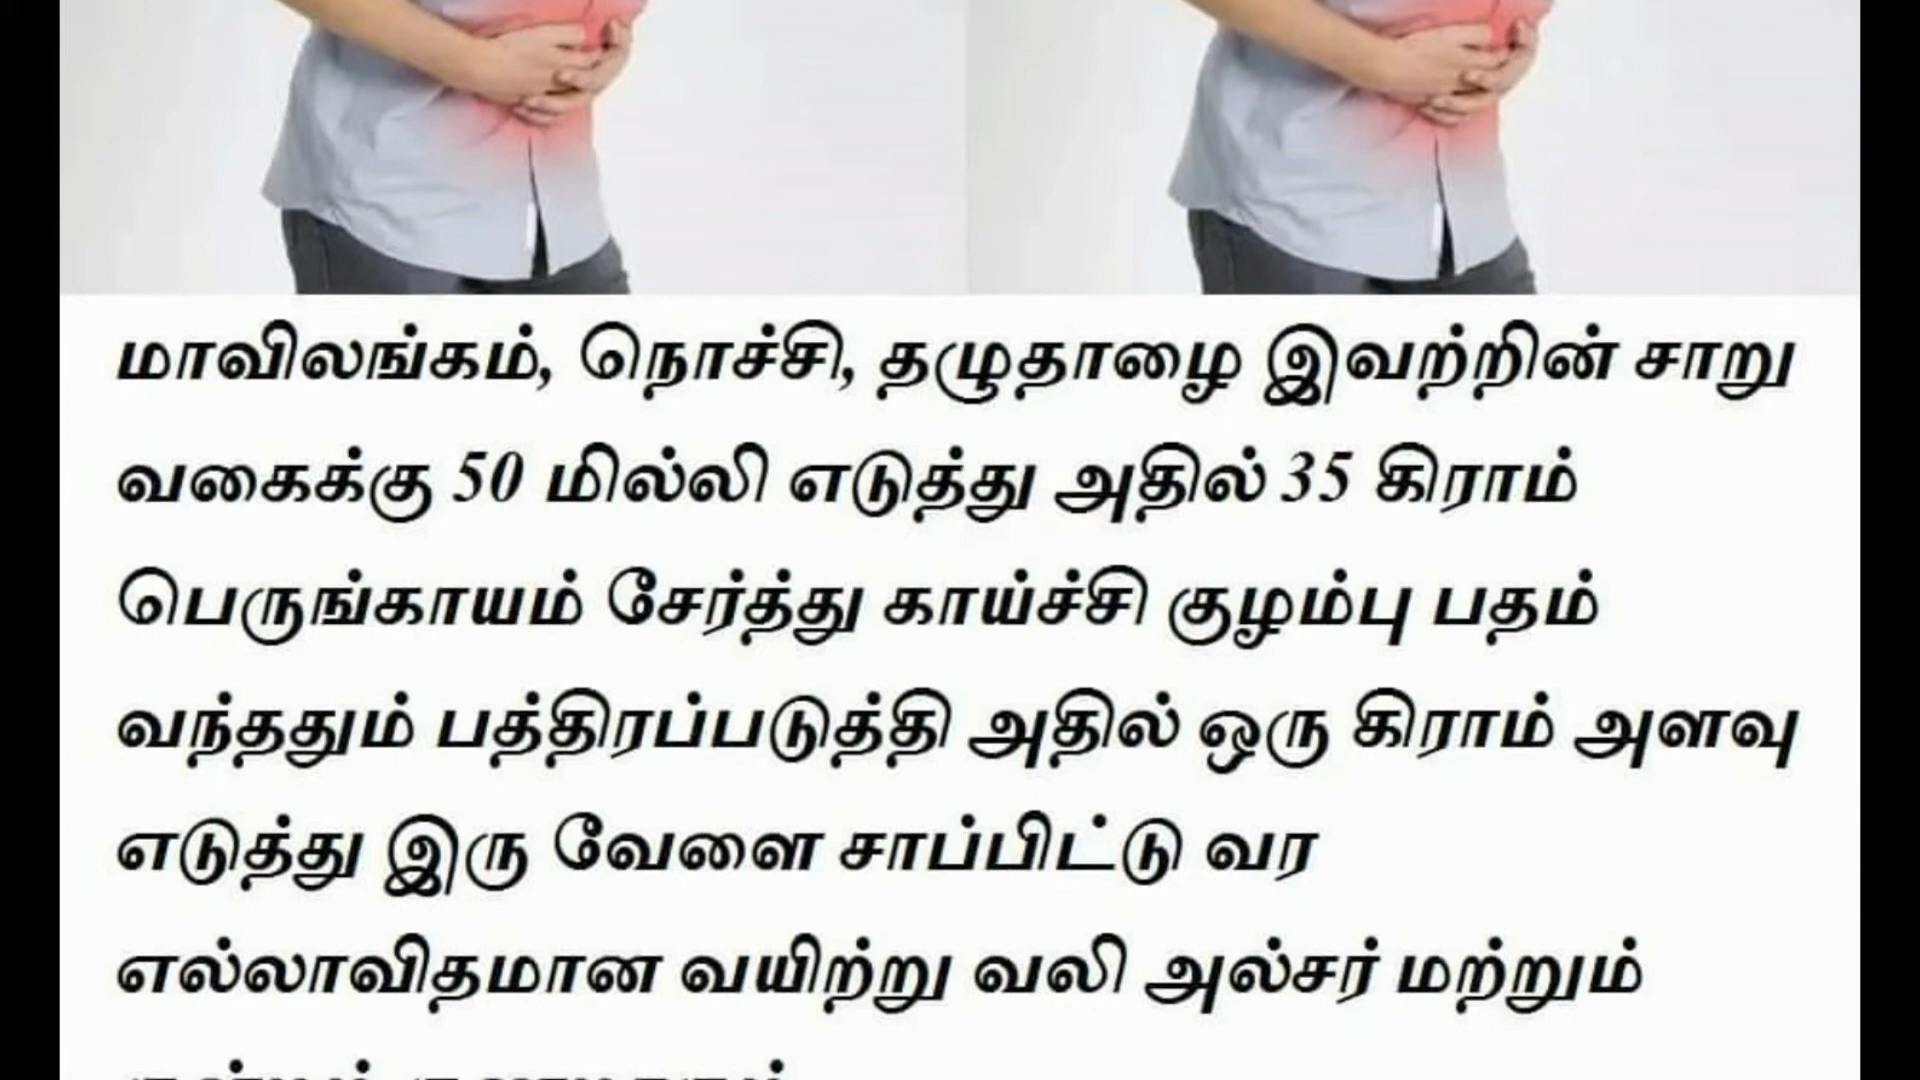 மாவிலங்கம், நொச்சி, தழுதாழை இவற்றின் சாறு
வகைக்கு 50 மில்லி எடுத்து அதில் 35 கிராம்
பெருங்காயம் சேர்த்து காய்ச்சி குழம்பு பதம்
வந்ததும் பத்திரப்படுத்தி அதில் ஒரு கிராம் அளவு
எடுத்து இரு வேளை சாப்பிட்டு வர
எல்லாவிதமான வயிற்று வலி அல்சர் மற்றும்